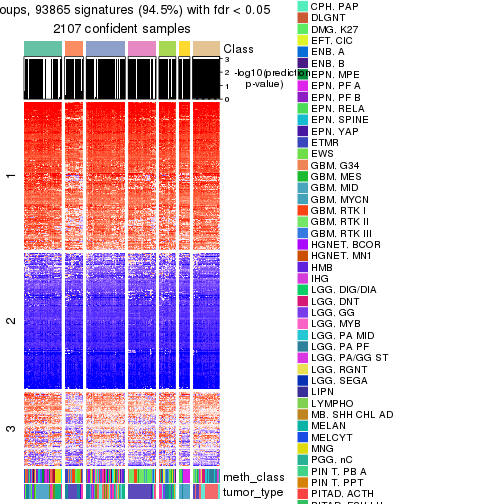 oups, 93865 signatures (94.5%) with fdr < 0.05
2107 confident samples
Class
3
2
1
0
-log10(prediction
p-value)
1
2
3
meth_class
tumor_type
CPH. PAP
DLGNT
DMG. K27
EFT. CIC
ENB. A
ENB. B
EPN. MPE
EPN. PF A
EPN. PF B
EPN. RELA
EPN. SPINE
EPN. YAP
ETMR
EWS
GBM. G34
GBM. MES
GBM. MID
GBM. MYCN
GBM. RTK I
GBM. RTK II
GBM. RTK III
HGNET. BCOR
HGNET. MN1
HMB
IHG
LGG. DIG/DIA
LGG. DNT
LGG. GG
LGG. MYB
LGG. PA MID
LGG. PA PF
LGG. PA/GG ST
LGG. RGNT
LGG. SEGA
LIPN
LYMPHO
MB. SHH CHL AD
MELAN
MELCYT
MNG
PGG. nC
PIN T. PB A
PIN T. PPT
PITAD. ACTH